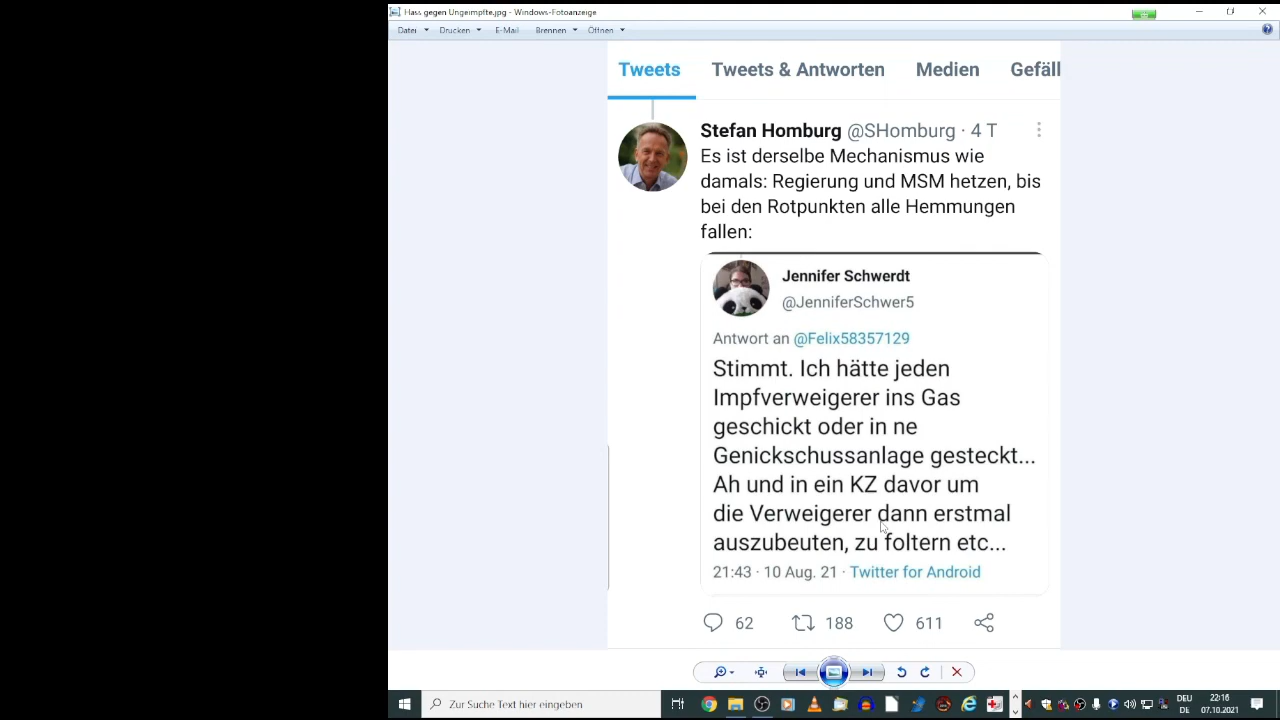 Hass gegen Ungeimpfte.jpg - Windows-Fotoanzeige
Datei Drucken E-Mail Brennen Öffnen
Tweets Tweets & Antworten Medien Gefäll
Stefan Homburg @SHomburg · 4 T
Es ist derselbe Mechanismus wie
damals: Regierung und MSM hetzen, bis
bei den Rotpunkten alle Hemmungen
fallen:
Jennifer Schwerdt
@JenniferSchwer5
Antwort an @Felix58357129
Stimmt. Ich hätte jeden
Impfverweigerer ins Gas
geschickt oder in ne
Genickschussanlage gesteckt...
Ah und in ein KZ davor um
die Verweigerer dann erstmal
auszubeuten, zu foltern etc...
21:43 · 10 Aug. 21 · Twitter for Android
62 188 611
Zur Suche Text hier eingeben
DEU 22:16
DE 07.10.2021